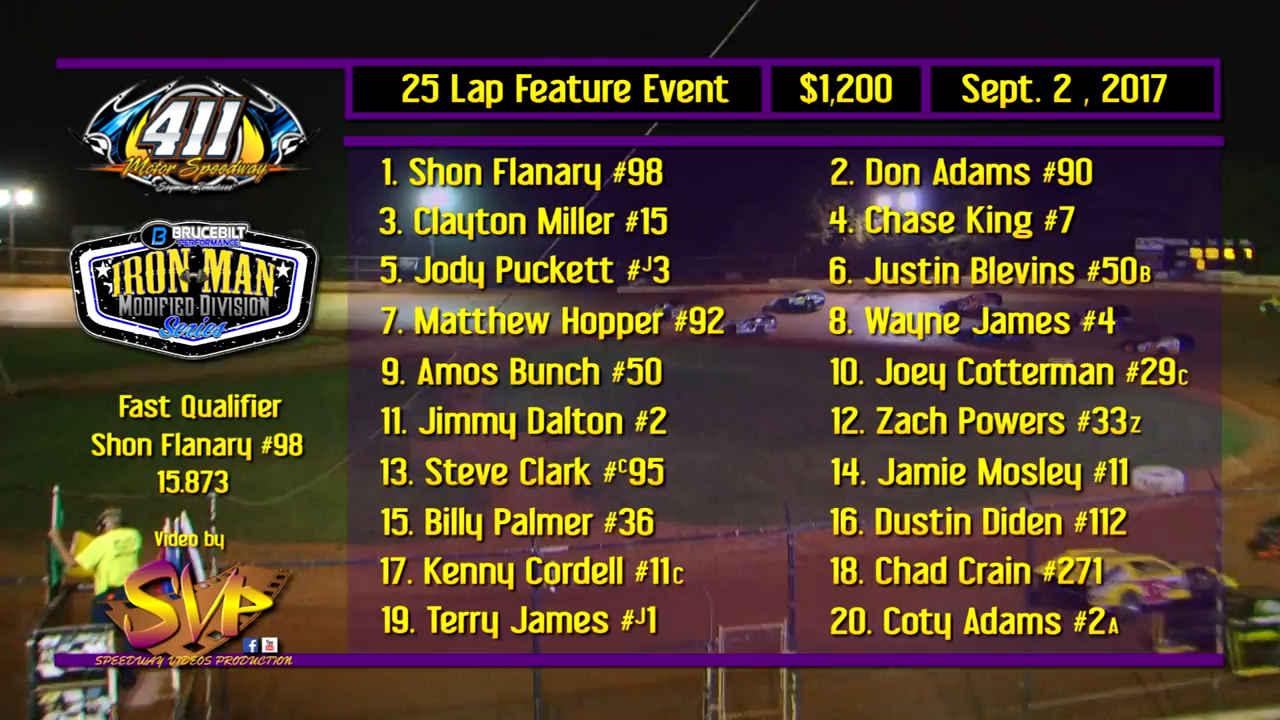 411
Motor Speedway
Seymour, Tennessee
25 Lap Feature Event
$1,200
Sept. 2 , 2017
B BRUCEBILT
PERFORMANCE
IRON-MAN
MODIFIED DIVISION
Series
Fast Qualifier
Shon Flanary #98
15.873
Video by
SVP
SPEEDWAY VIDEOS PRODUCTION
1. Shon Flanary #98
2. Don Adams #90
3. Clayton Miller #15
4. Chase King #7
5. Jody Puckett #J3
6. Justin Blevins #50B
7. Matthew Hopper #92
8. Wayne James #4
9. Amos Bunch #50
10. Joey Cotterman #29C
11. Jimmy Dalton #2
12. Zach Powers #33Z
13. Steve Clark #C95
14. Jamie Mosley #11
15. Billy Palmer #36
16. Dustin Diden #112
17. Kenny Cordell #11C
18. Chad Crain #271
19. Terry James #J1
20. Coty Adams #2A